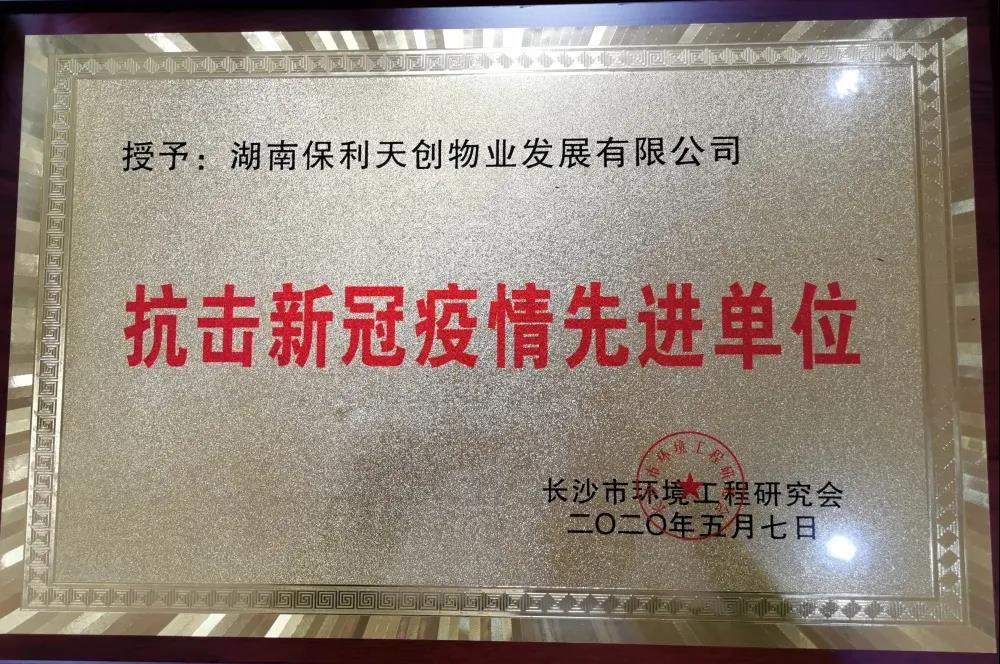 授予：湖南保利天创物业发展有限公司
抗击新冠疫情先进单位
长沙市环境工程研究会
二〇二〇年五月七日